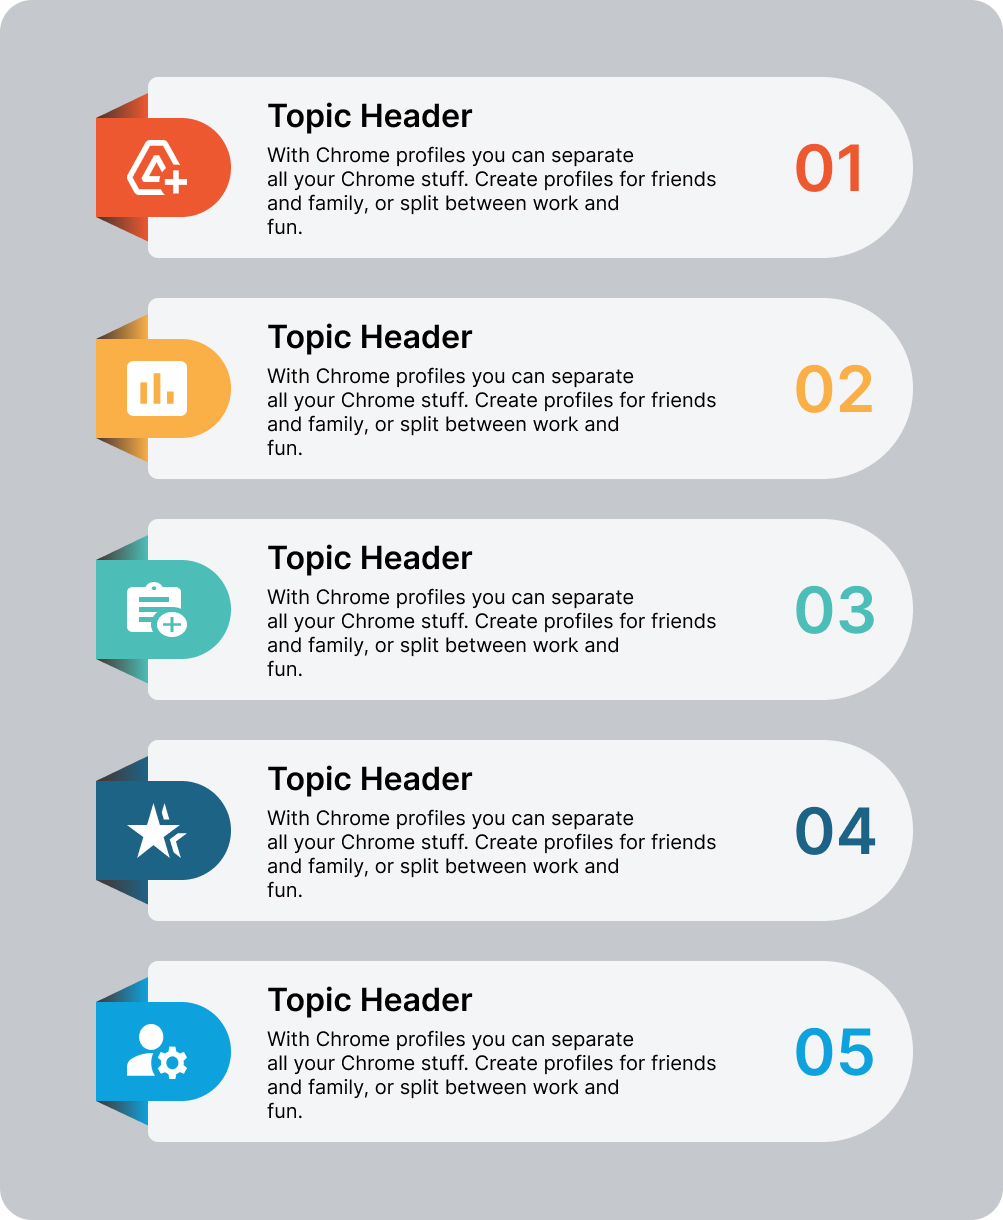 Topic Header
With Chrome profiles you can separate
all your Chrome stuff. Create profiles for friends
and family, or split between work and
fun.
01
Topic Header
With Chrome profiles you can separate
all your Chrome stuff. Create profiles for friends
and family, or split between work and
fun.
02
Topic Header
With Chrome profiles you can separate
all your Chrome stuff. Create profiles for friends
and family, or split between work and
fun.
03
Topic Header
With Chrome profiles you can separate
all your Chrome stuff. Create profiles for friends
and family, or split between work and
fun.
04
Topic Header
With Chrome profiles you can separate
all your Chrome stuff. Create profiles for friends
and family, or split between work and
fun.
05